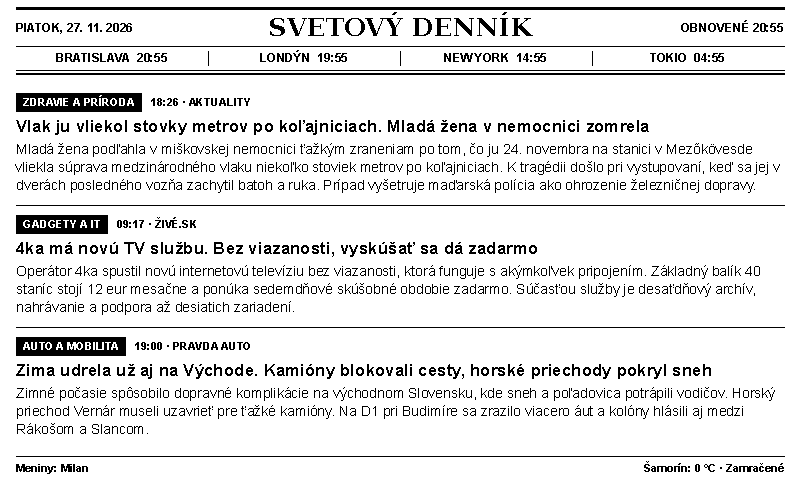 PIATOK, 27. 11. 2026 SVETOVÝ DENNÍK OBNOVENÉ 20:55
BRATISLAVA 20:55 LONDÝN 19:55 NEW YORK 14:55 TOKIO 04:55
ZDRAVIE A PRÍRODA 18:26 · AKTUALITY
Vlak ju vliekol stovky metrov po koľajniciach. Mladá žena v nemocnici zomrela
Mladá žena podľahla v miškovskej nemocnici ťažkým zraneniam po tom, čo ju 24. novembra na stanici v Mezőkövesde
vliekla súprava medzinárodného vlaku niekoľko stoviek metrov po koľajniciach. K tragédii došlo pri vystupovaní, keď sa jej v
dverách posledného vozňa zachytil batoh a ruka. Prípad vyšetruje maďarská polícia ako ohrozenie železničnej dopravy.
GADGETY A IT 09:17 · ŽIVÉ.SK
4ka má novú TV službu. Bez viazanosti, vyskúšať sa dá zadarmo
Operátor 4ka spustil novú internetovú televíziu bez viazanosti, ktorá funguje s akýmkoľvek pripojením. Základný balík 40
staníc stojí 12 eur mesačne a ponúka sedemdňové skúšobné obdobie zadarmo. Súčasťou služby je desaťdňový archív,
nahrávanie a podpora až desiatich zariadení.
AUTO A MOBILITA 19:00 · PRAVDA AUTO
Zima udrela už aj na Východe. Kamióny blokovali cesty, horské priechody pokryl sneh
Zimné počasie spôsobilo dopravné komplikácie na východnom Slovensku, kde sneh a poľadovica potrápili vodičov. Horský
priechod Vernár museli uzavrieť pre ťažké kamióny. Na D1 pri Budimíre sa zrazilo viacero áut a kolóny hlásili aj medzi
Rákošom a Slancom.
Meniny: Milan Šamorín: 0 °C · Zamračené